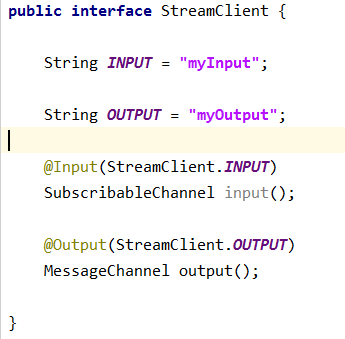 public interface StreamClient {
String INPUT = "myInput";
String OUTPUT = "myOutput";
@Input(StreamClient.INPUT)
SubscribableChannel input();
@Output(StreamClient.OUTPUT)
MessageChannel output();
}